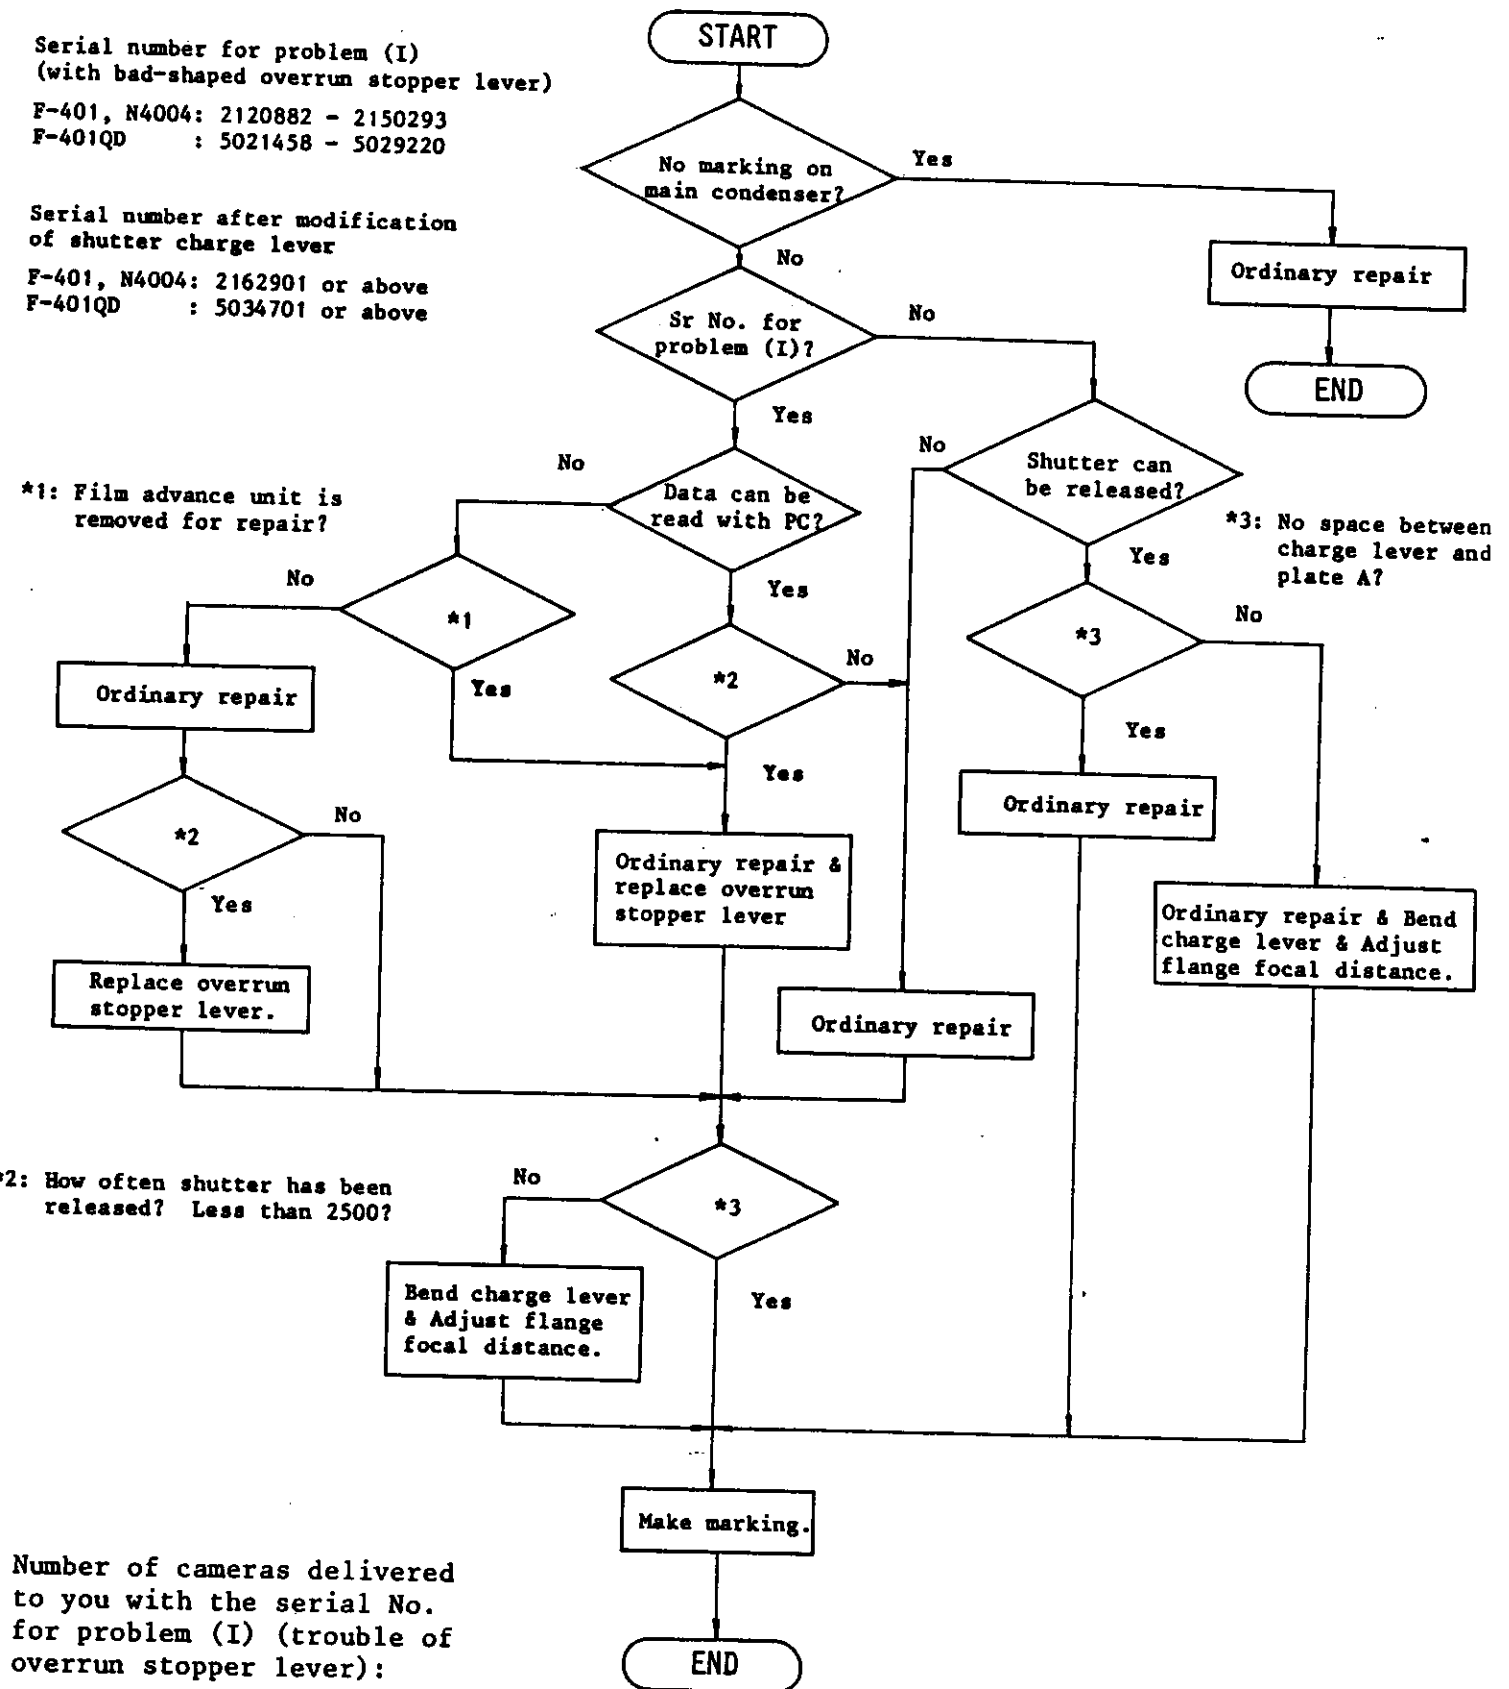 START
Serial number for problem (I)
(with bad-shaped overrun stopper lever)
F-401, N4004: 2120882 - 2150293
F-401QD : 5021458 - 5029220
No marking on
main condenser?
Yes
Serial number after modification
of shutter charge lever
F-401, N4004: 2162901 or above
F-401QD : 5034701 or above
No
Ordinary repair
END
Sr No. for
problem (I)?
No
Yes
No
Shutter can
be released?
Yes
No
Data can be
read with PC?
Yes
*1: Film advance unit is
removed for repair?
*3: No space between
charge lever and
plate A?
No
*1
Yes
*2
No
Yes
*3
No
Yes
Ordinary repair
*2
No
Yes
Ordinary repair &
replace overrun
stopper lever
Ordinary repair
Ordinary repair & Bend
charge lever & Adjust
flange focal distance.
Replace overrun
stopper lever.
Ordinary repair
*2: How often shutter has been
released? Less than 2500?
No
*3
Yes
Bend charge lever
& Adjust flange
focal distance.
Make marking.
END
Number of cameras delivered
to you with the serial No.
for problem (I) (trouble of
overrun stopper lever):